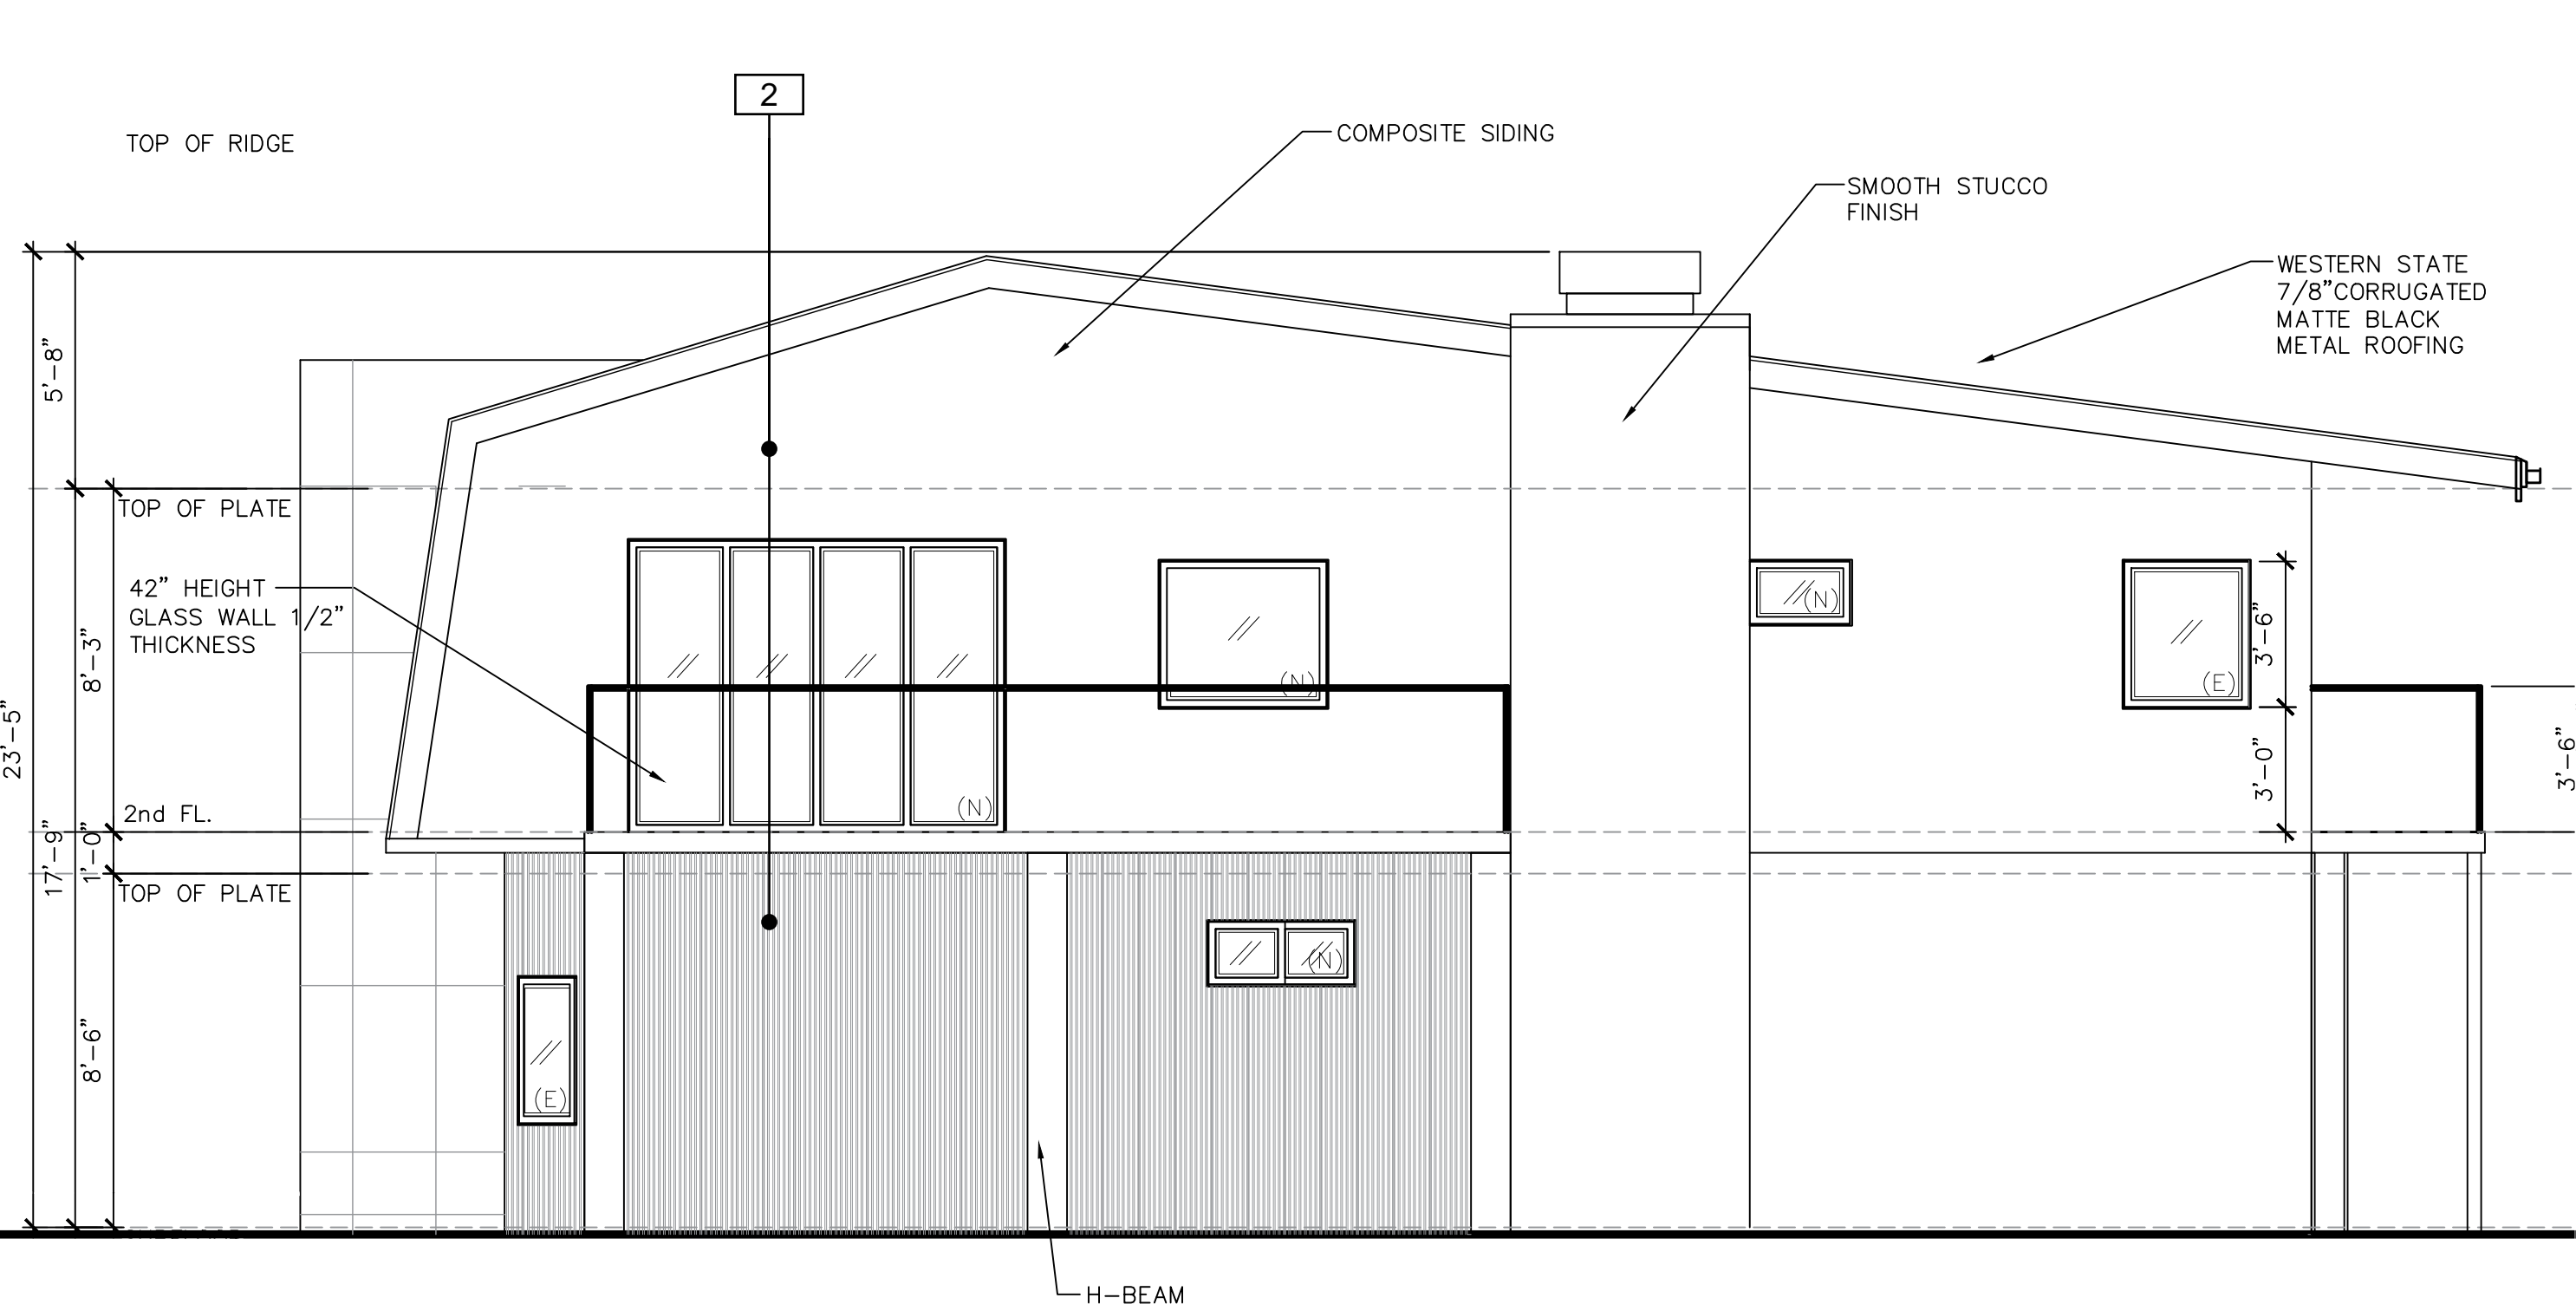 2
COMPOSITE SIDING
TOP OF RIDGE
SMOOTH STUCCO
FINISH
WESTERN STATE
7/8”CORRUGATED
MATTE BLACK
METAL ROOFING
5’-8”
TOP OF PLATE
42” HEIGHT
GLASS WALL 1/2”
THICKNESS
8’-3”
23’-5”
(N)
(N)
(N)
(E)
3’-6”
3’-0”
3’-6”
2nd FL.
17’-9”
1’-0”
TOP OF PLATE
(N)
8’-6”
(E)
H-BEAM